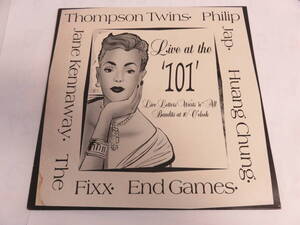 Thompson Twins· Philip
Jap·
Huang Chung·
Jane Kennaway·
The
Fixx· End Games·
Live at the
'101'
Live Letters
'n' All
Bandits at 10 O'clock